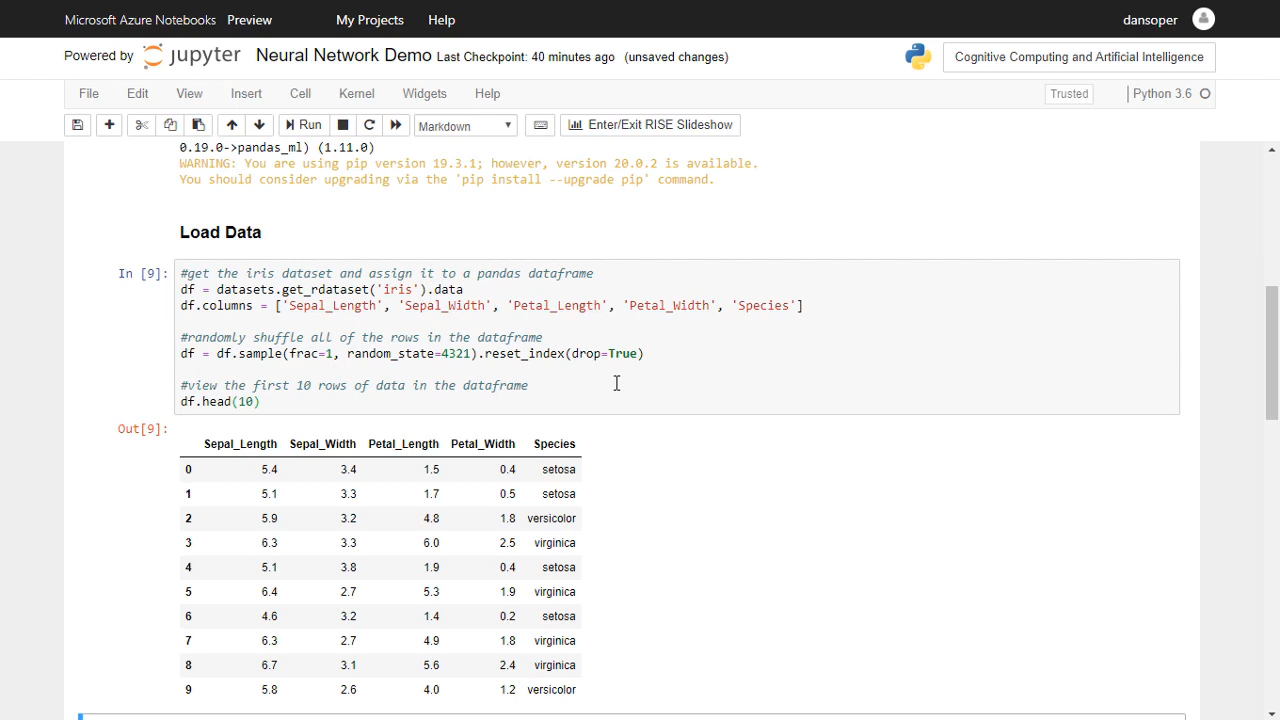 Microsoft Azure Notebooks Preview My Projects Help dansoper
Powered by jupyter Neural Network Demo Last Checkpoint: 40 minutes ago (unsaved changes) Cognitive Computing and Artificial Intelligence
File Edit View Insert Cell Kernel Widgets Help Trusted Python 3.6
Run Markdown Enter/Exit RISE Slideshow
0.19.0->pandas_ml) (1.11.0)
WARNING: You are using pip version 19.3.1; however, version 20.0.2 is available.
You should consider upgrading via the 'pip install --upgrade pip' command.
Load Data
In [9]: #get the iris dataset and assign it to a pandas dataframe
df = datasets.get_rdataset('iris').data
df.columns = ['Sepal_Length', 'Sepal_Width', 'Petal_Length', 'Petal_Width', 'Species']
#randomly shuffle all of the rows in the dataframe
df = df.sample(frac=1, random_state=4321).reset_index(drop=True)
#view the first 10 rows of data in the dataframe
df.head(10)
Out[9]:
Sepal_Length Sepal_Width Petal_Length Petal_Width Species
0 5.4 3.4 1.5 0.4 setosa
1 5.1 3.3 1.7 0.5 setosa
2 5.9 3.2 4.8 1.8 versicolor
3 6.3 3.3 6.0 2.5 virginica
4 5.1 3.8 1.9 0.4 setosa
5 6.4 2.7 5.3 1.9 virginica
6 4.6 3.2 1.4 0.2 setosa
7 6.3 2.7 4.9 1.8 virginica
8 6.7 3.1 5.6 2.4 virginica
9 5.8 2.6 4.0 1.2 versicolor